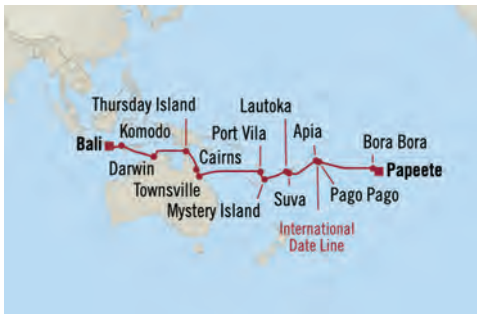 Thursday Island
Lautoka
Komodo
Port Vila
Apia
Bora Bora
Bali
Darwin
Cairns
Papeete
Townsville
Suva
Pago Pago
Mystery Island
International
Date Line